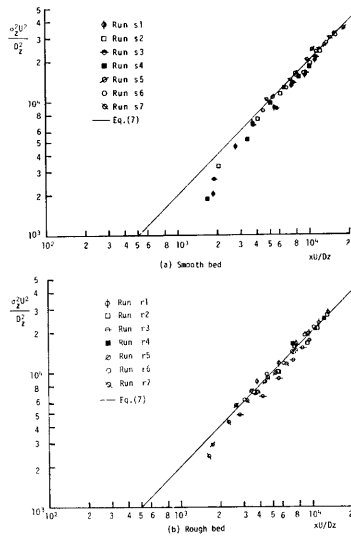 5
4
3
σz²U²
Dz²
2
10⁴
8
6
5
4
3
2
10³
Run s1
Run s2
Run s3
Run s4
Run s5
Run s6
Run s7
Eq.(7)
10² 2 3 4 5 6 8 10³ 2 3 4 5 6 8 10⁴
xU/Dz
(a) Smooth bed
5
4
3
σz²U²
Dz²
2
10⁴
8
6
5
4
3
2
10³
Run r1
Run r2
Run r3
Run r4
Run r5
Run r6
Run r7
Eq.(7)
10² 2 3 4 5 6 8 10³ 2 3 4 5 6 8 10⁴
xU/Dz
(b) Rough bed